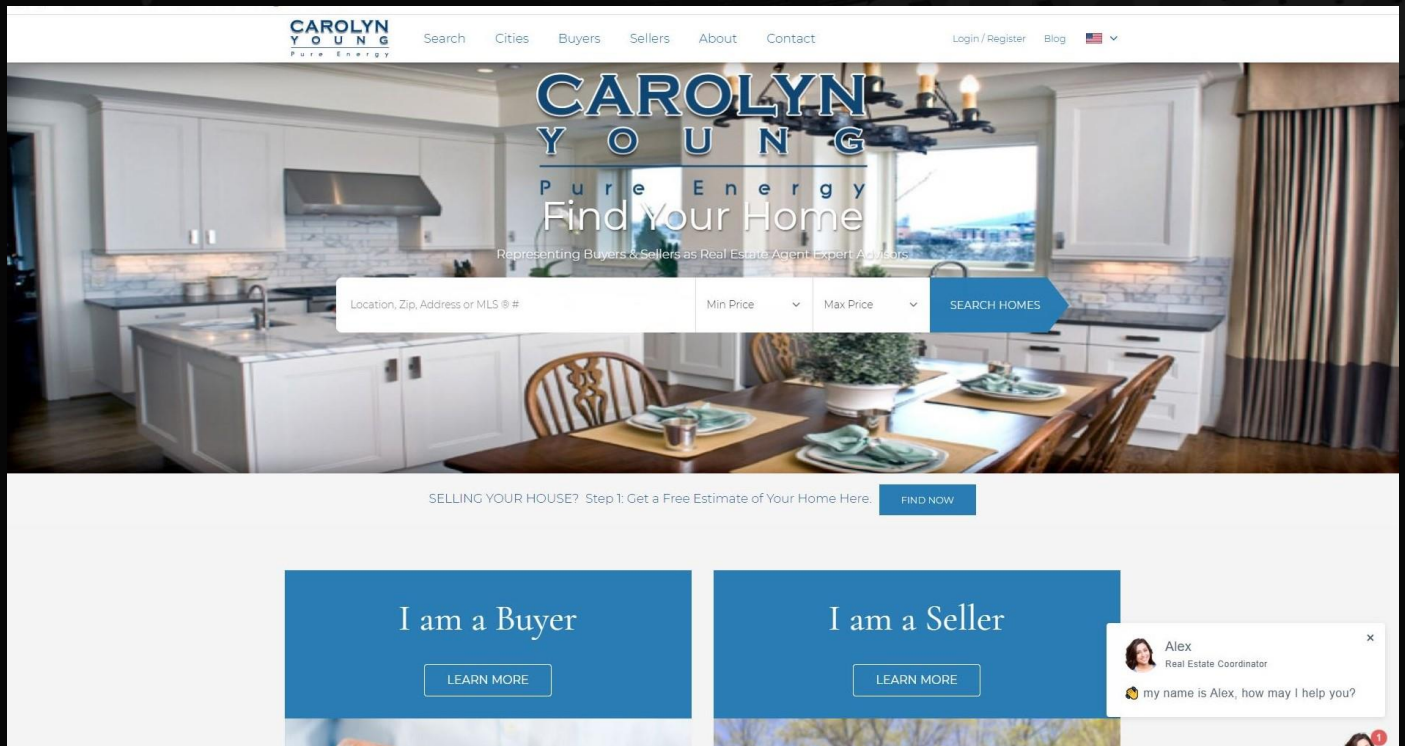 CAROLYN
YOUNG
Pure Energy
Search Cities Buyers Sellers About Contact
Login / Register Blog
CAROLYN
YOUNG
Pure Energy
Find Your Home
Representing Buyers & Sellers as Real Estate Agent Expert Advisors
Location, Zip, Address or MLS ® # Min Price Max Price SEARCH HOMES
SELLING YOUR HOUSE? Step 1: Get a Free Estimate of Your Home Here. FIND NOW
I am a Buyer
LEARN MORE
I am a Seller
LEARN MORE
Alex
Real Estate Coordinator
👋 my name is Alex, how may I help you?
1